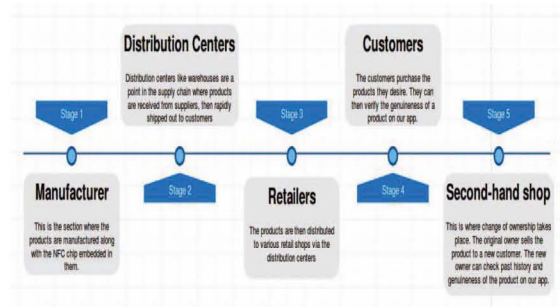 Distribution Centers
Distribution centers like warehouses are a
point in the supply chain where products
are received from suppliers, then rapidly
shipped out to customers
Customers
The customers purchase the
products they desire. They can
then verify the genuineness of a
product on our app.
Stage 1
Stage 3
Stage 5
Stage 2
Stage 4
Manufacturer
This is the section where the
products are manufactured along
with the NFC chip embedded in
them.
Retailers
The products are then distributed
to various retail shops via the
distribution centers
Second-hand shop
This is where change of ownership takes
place. The original owner sells the
product to a new customer. The new
owner can check past history and
genuineness of the product on our app.